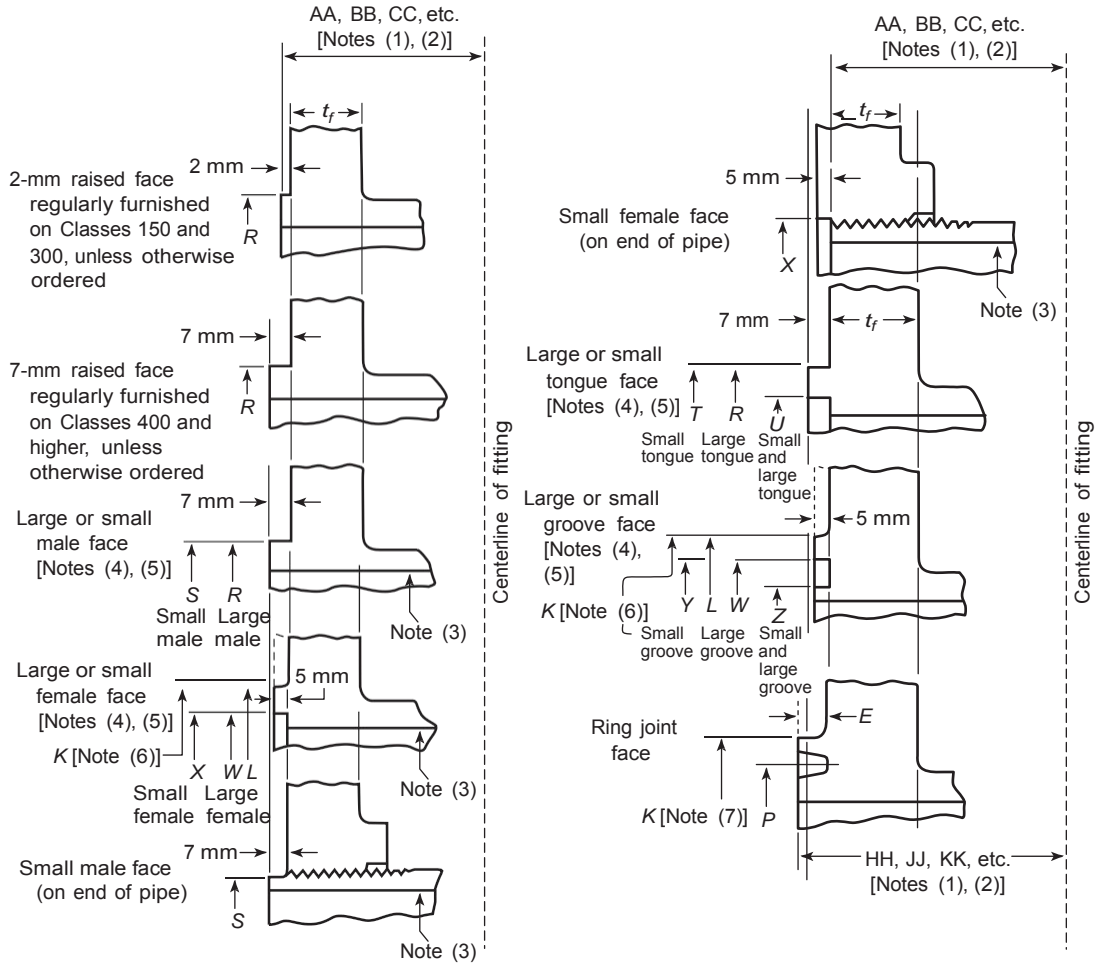 AA, BB, CC, etc.
[Notes (1), (2)]
t_f
2 mm
2-mm raised face
regularly furnished
on Classes 150 and
300, unless otherwise
ordered
R
7 mm
7-mm raised face
regularly furnished
on Classes 400 and
higher, unless
otherwise ordered
R
7 mm
Large or small
male face
[Notes (4), (5)]
S R
Small Large
male male
Note (3)
Large or small
female face
[Notes (4), (5)]
5 mm
K [Note (6)]
X W L
Small Large
female female
Note (3)
7 mm
Small male face
(on end of pipe)
S
Note (3)
Centerline of fitting
AA, BB, CC, etc.
[Notes (1), (2)]
t_f
5 mm
Small female face
(on end of pipe)
X
Note (3)
7 mm
t_f
Large or small
tongue face
[Notes (4), (5)]
T R U
Small Large Small
tongue tongue and
large
tongue
Large or small
groove face
[Notes (4),
(5)]
5 mm
K [Note (6)]
Y L W Z
Small Large Small
groove groove and
large
groove
Ring joint
face
E
K [Note (7)]
P
HH, JJ, KK, etc.
[Notes (1), (2)]
Centerline of fitting